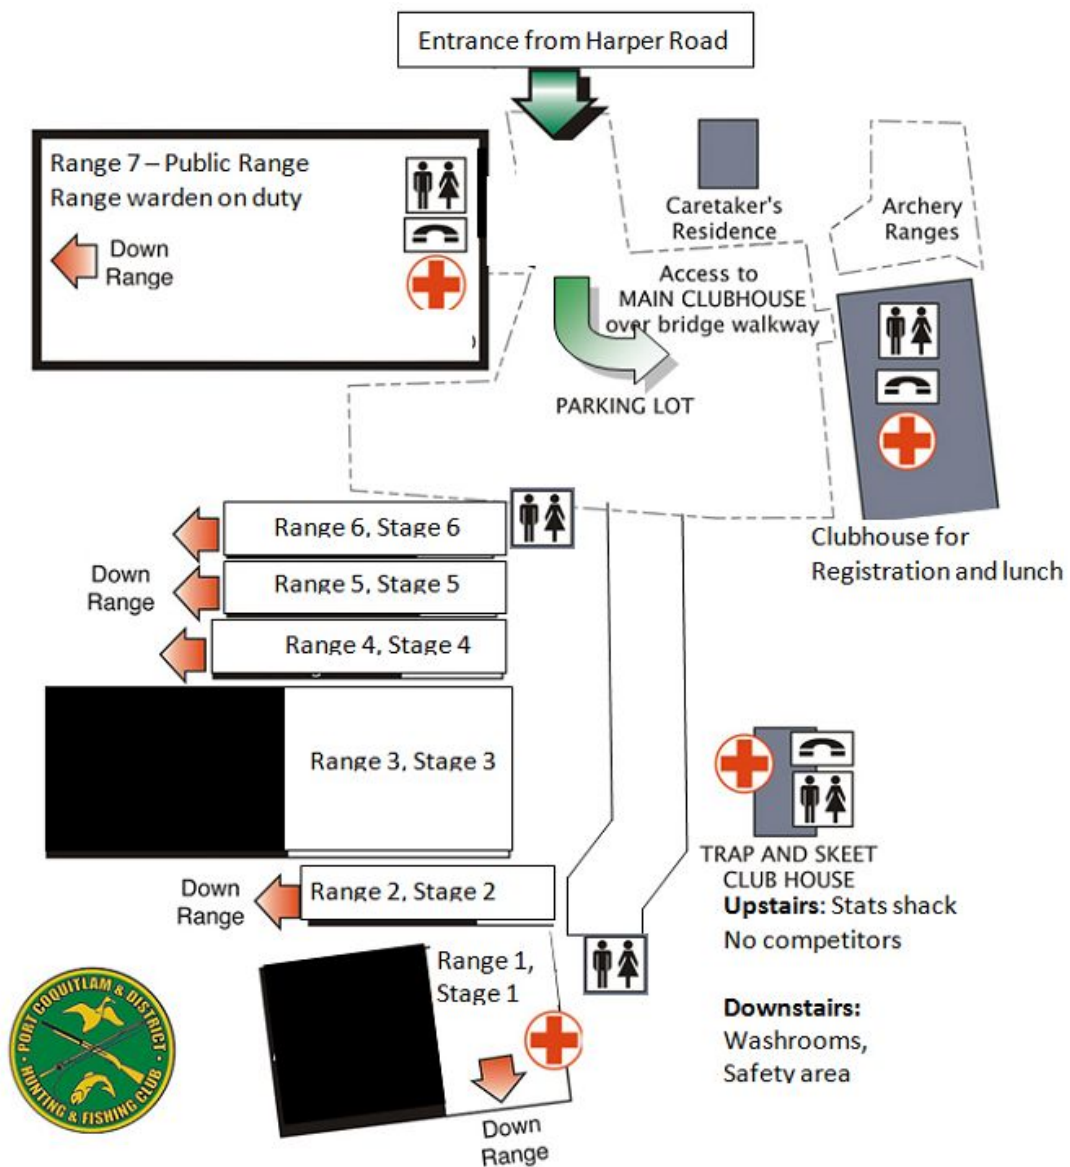 Entrance from Harper Road
Range 7 – Public Range
Range warden on duty
Down
Range
Caretaker's
Residence
Archery
Ranges
Access to
MAIN CLUBHOUSE
over bridge walkway
PARKING LOT
Clubhouse for
Registration and lunch
Range 6, Stage 6
Down
Range
Range 5, Stage 5
Range 4, Stage 4
Range 3, Stage 3
TRAP AND SKEET
CLUB HOUSE
Upstairs: Stats shack
No competitors
Downstairs:
Washrooms,
Safety area
Down
Range
Range 2, Stage 2
Range 1,
Stage 1
Down
Range
PORT COQUITLAM & DISTRICT
HUNTING & FISHING CLUB